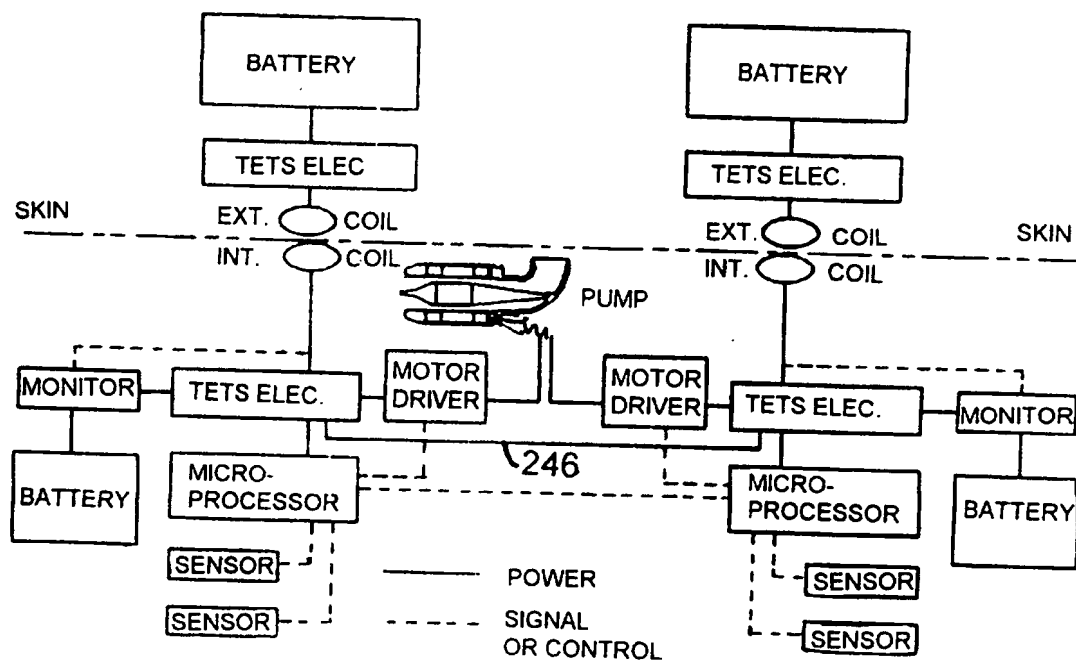 BATTERY
BATTERY
TETS ELEC
TETS ELEC.
SKIN
EXT. COIL
EXT. COIL
SKIN
INT. COIL
INT. COIL
PUMP
MONITOR
TETS ELEC.
MOTOR
DRIVER
MOTOR
DRIVER
TETS ELEC.
MONITOR
246
BATTERY
MICRO-
PROCESSOR
MICRO-
PROCESSOR
BATTERY
SENSOR
POWER
SENSOR
SENSOR
SIGNAL
OR CONTROL
SENSOR